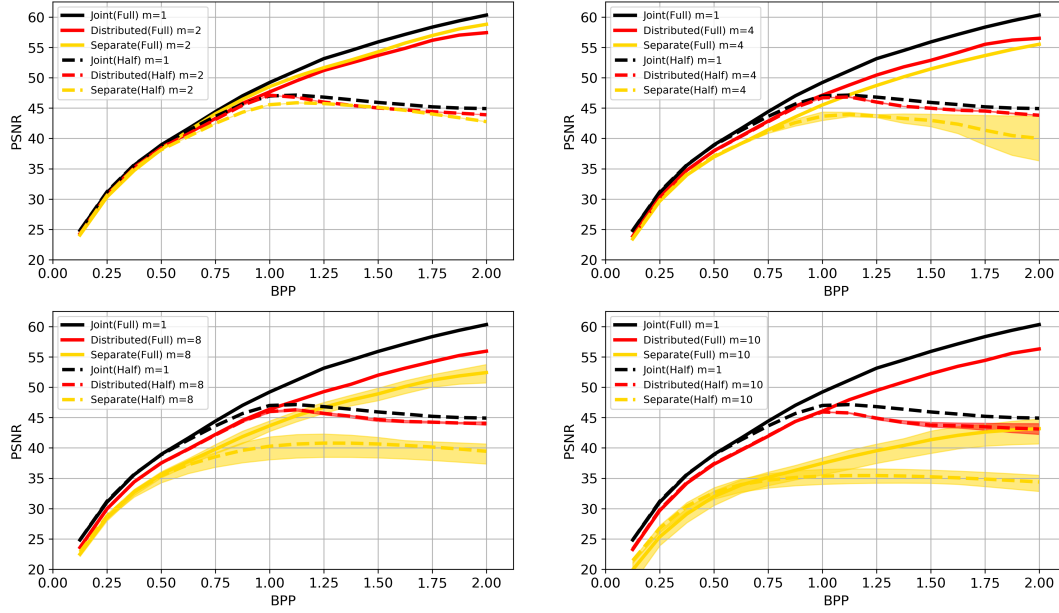 Joint(Full) m=1
Distributed(Full) m=2
Separate(Full) m=2
Joint(Half) m=1
Distributed(Half) m=2
Separate(Half) m=2
60
55
50
45
40
35
30
25
20
PSNR
0.00 0.25 0.50 0.75 1.00 1.25 1.50 1.75 2.00
BPP
Joint(Full) m=1
Distributed(Full) m=4
Separate(Full) m=4
Joint(Half) m=1
Distributed(Half) m=4
Separate(Half) m=4
60
55
50
45
40
35
30
25
20
PSNR
0.00 0.25 0.50 0.75 1.00 1.25 1.50 1.75 2.00
BPP
Joint(Full) m=1
Distributed(Full) m=8
Separate(Full) m=8
Joint(Half) m=1
Distributed(Half) m=8
Separate(Half) m=8
60
55
50
45
40
35
30
25
20
PSNR
0.00 0.25 0.50 0.75 1.00 1.25 1.50 1.75 2.00
BPP
Joint(Full) m=1
Distributed(Full) m=10
Separate(Full) m=10
Joint(Half) m=1
Distributed(Half) m=10
Separate(Half) m=10
60
55
50
45
40
35
30
25
20
PSNR
0.00 0.25 0.50 0.75 1.00 1.25 1.50 1.75 2.00
BPP